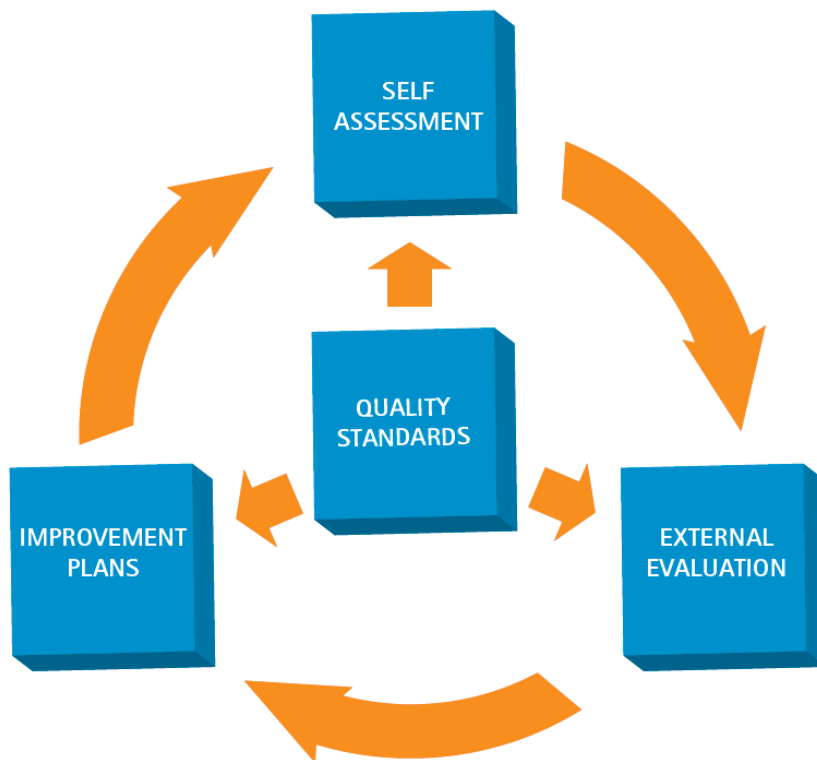 SELF
ASSESSMENT
QUALITY
STANDARDS
IMPROVEMENT
PLANS
EXTERNAL
EVALUATION